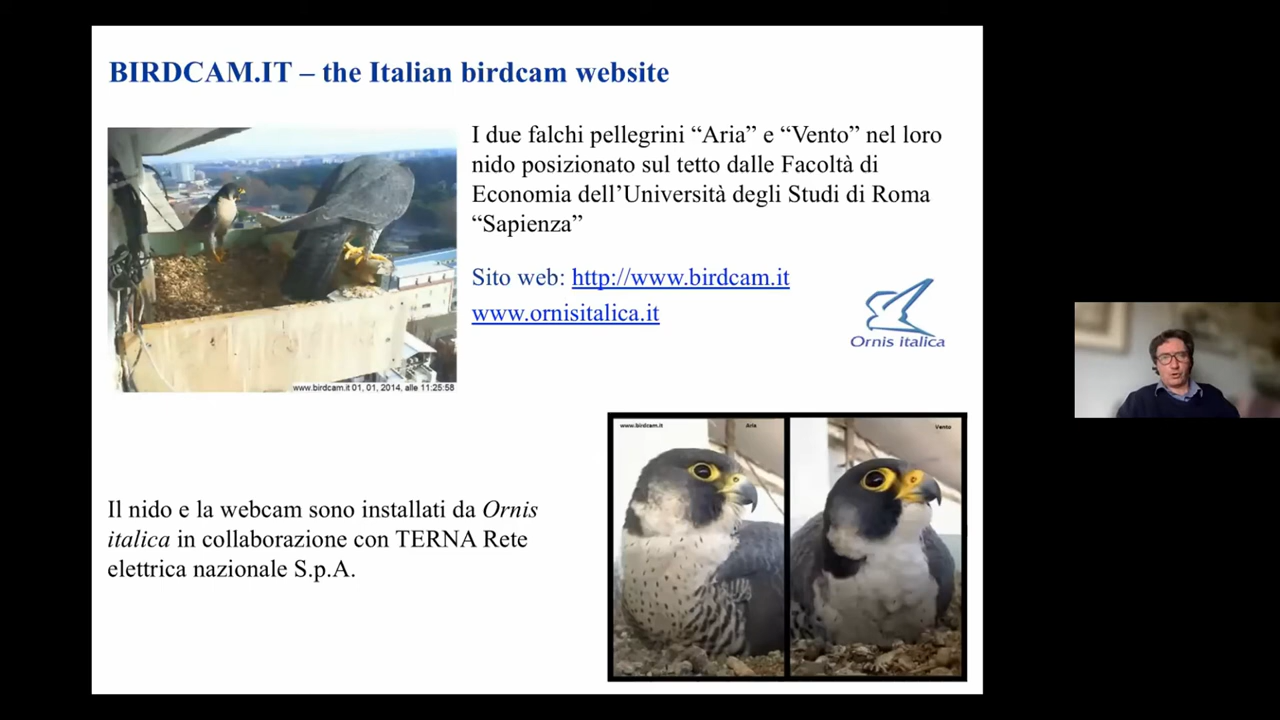 BIRDCAM.IT – the Italian birdcam website
I due falchi pellegrini “Aria” e “Vento” nel loro
nido posizionato sul tetto dalle Facoltà di
Economia dell’Università degli Studi di Roma
“Sapienza”
Sito web: http://www.birdcam.it
www.ornisitalica.it
Ornis italica
www.birdcam.it 01, 01, 2014, alle 11:25:58
www.birdcam.it
Aria
Vento
Il nido e la webcam sono installati da Ornis
italica in collaborazione con TERNA Rete
elettrica nazionale S.p.A.